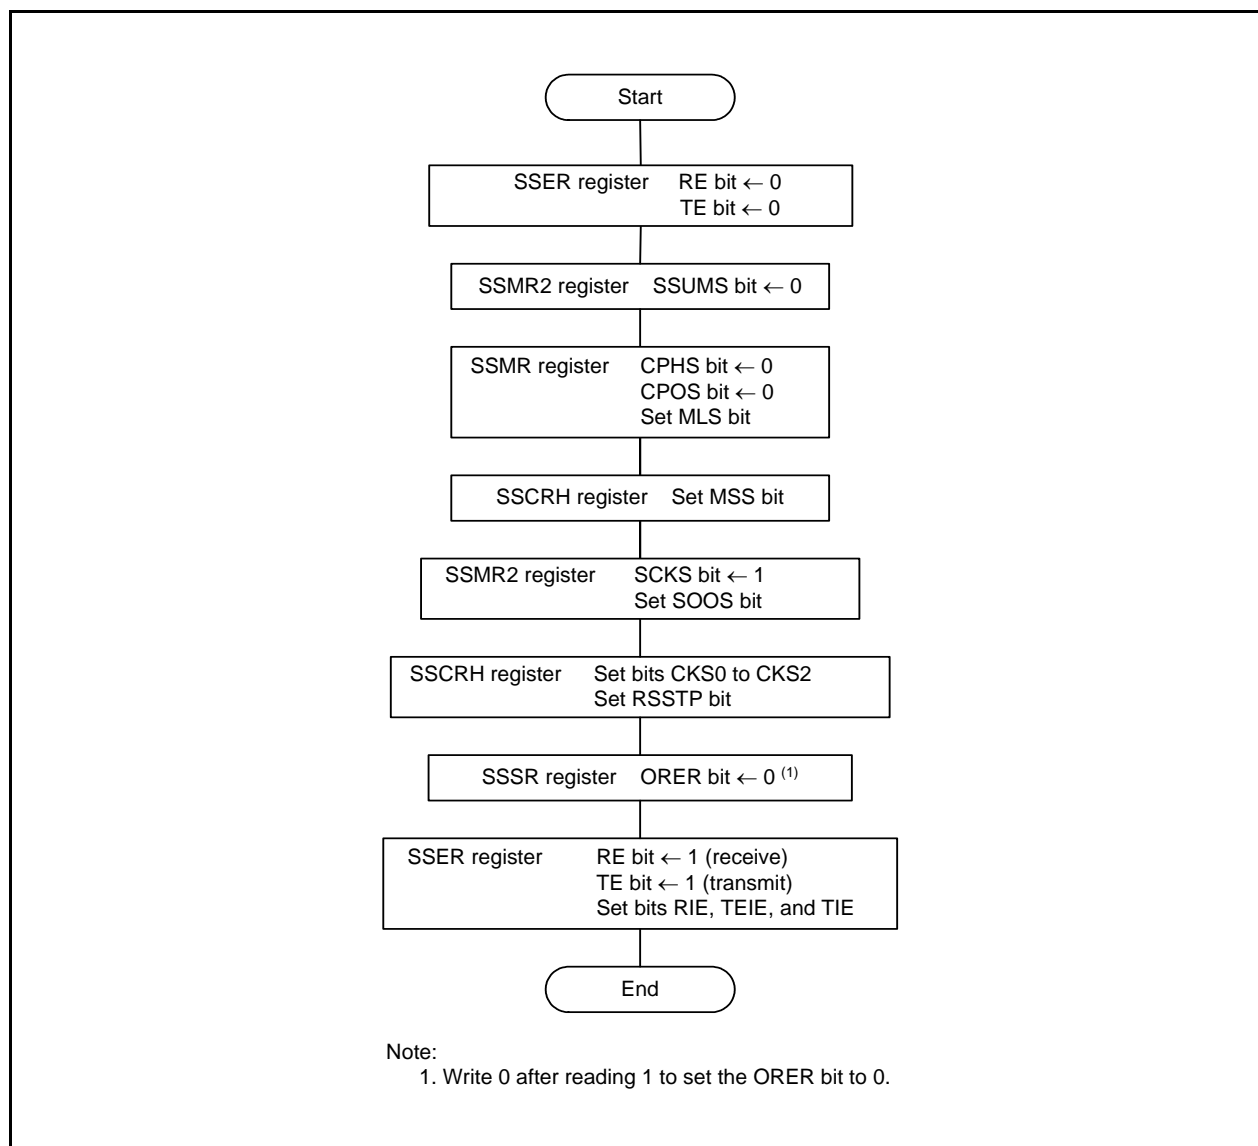 Start
SSER register RE bit ← 0
TE bit ← 0
SSMR2 register SSUMS bit ← 0
SSMR register CPHS bit ← 0
CPOS bit ← 0
Set MLS bit
SSCRH register Set MSS bit
SSMR2 register SCKS bit ← 1
Set SOOS bit
SSCRH register Set bits CKS0 to CKS2
Set RSSTP bit
SSSR register ORER bit ← 0 (1)
SSER register RE bit ← 1 (receive)
TE bit ← 1 (transmit)
Set bits RIE, TEIE, and TIE
End
Note:
1. Write 0 after reading 1 to set the ORER bit to 0.